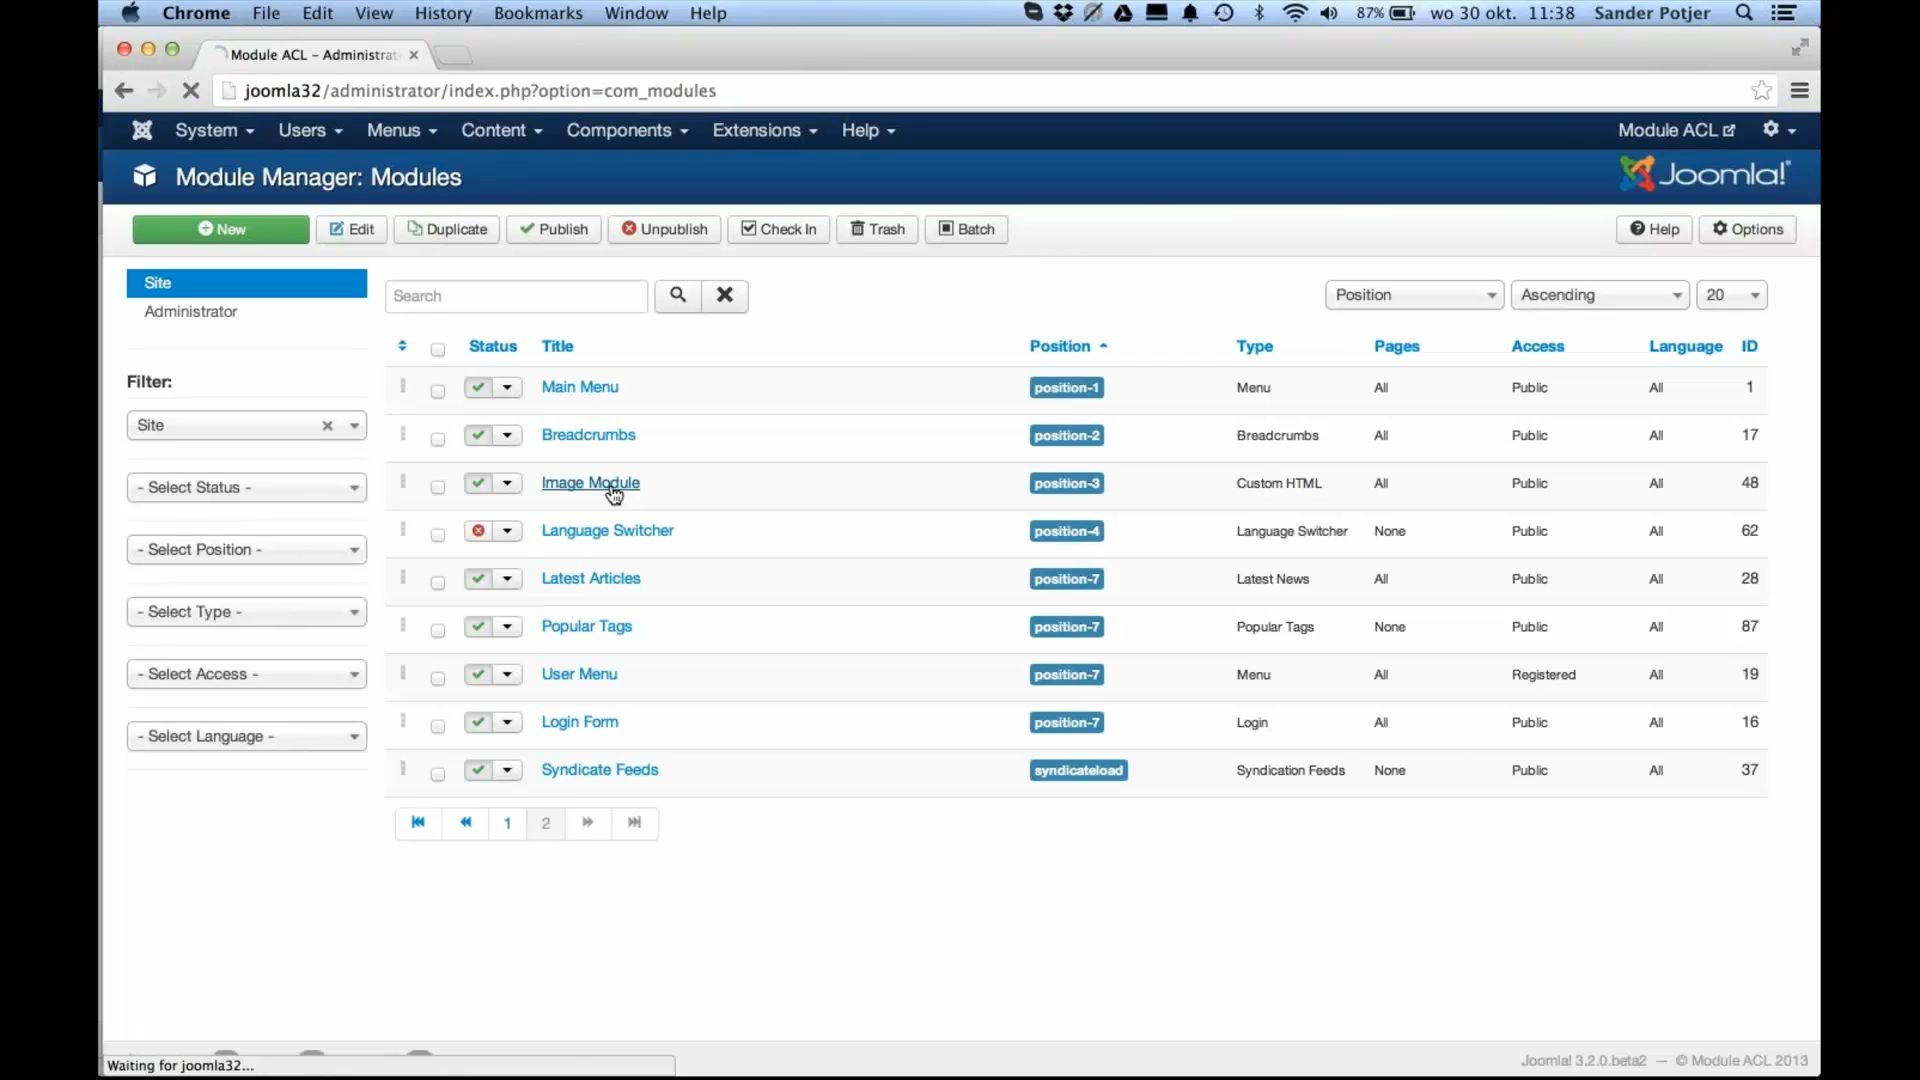 Chrome File Edit View History Bookmarks Window Help 87% wo 30 okt. 11:38 Sander Potjer
Module ACL - Administrat
joomla32/administrator/index.php?option=com_modules
System Users Menus Content Components Extensions Help Module ACL
Module Manager: Modules Joomla!
New Edit Duplicate Publish Unpublish Check In Trash Batch Help Options
Site
Administrator
Filter:
Site
- Select Status -
- Select Position -
- Select Type -
- Select Access -
- Select Language -
Search Position Ascending 20
Status Title Position Type Pages Access Language ID
Main Menu position-1 Menu All Public All 1
Breadcrumbs position-2 Breadcrumbs All Public All 17
Image Module position-3 Custom HTML All Public All 48
Language Switcher position-4 Language Switcher None Public All 62
Latest Articles position-7 Latest News All Public All 28
Popular Tags position-7 Popular Tags None Public All 87
User Menu position-7 Menu All Registered All 19
Login Form position-7 Login All Public All 16
Syndicate Feeds syndicateload Syndication Feeds None Public All 37
1 2
Waiting for joomla32...
Joomla! 3.2.0.beta2 — © Module ACL 2013